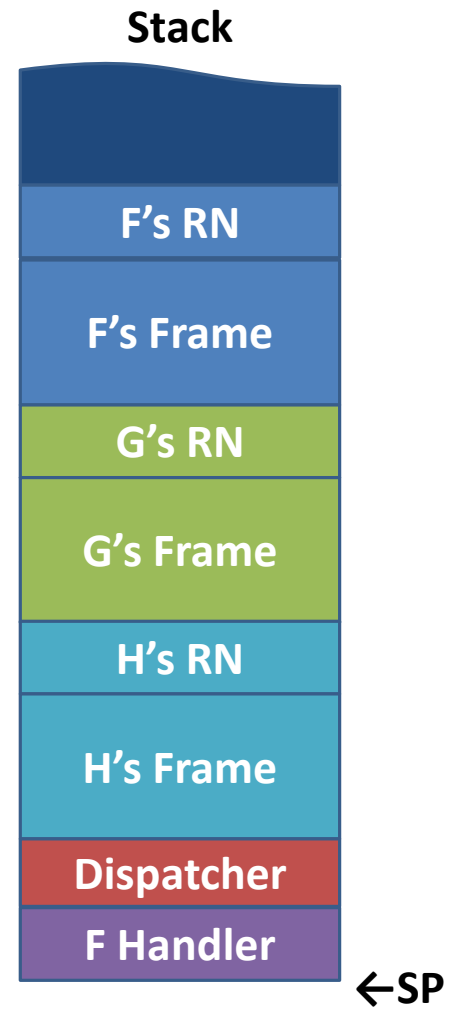 Stack
F’s RN
F’s Frame
G’s RN
G’s Frame
H’s RN
H’s Frame
Dispatcher
F Handler
←SP